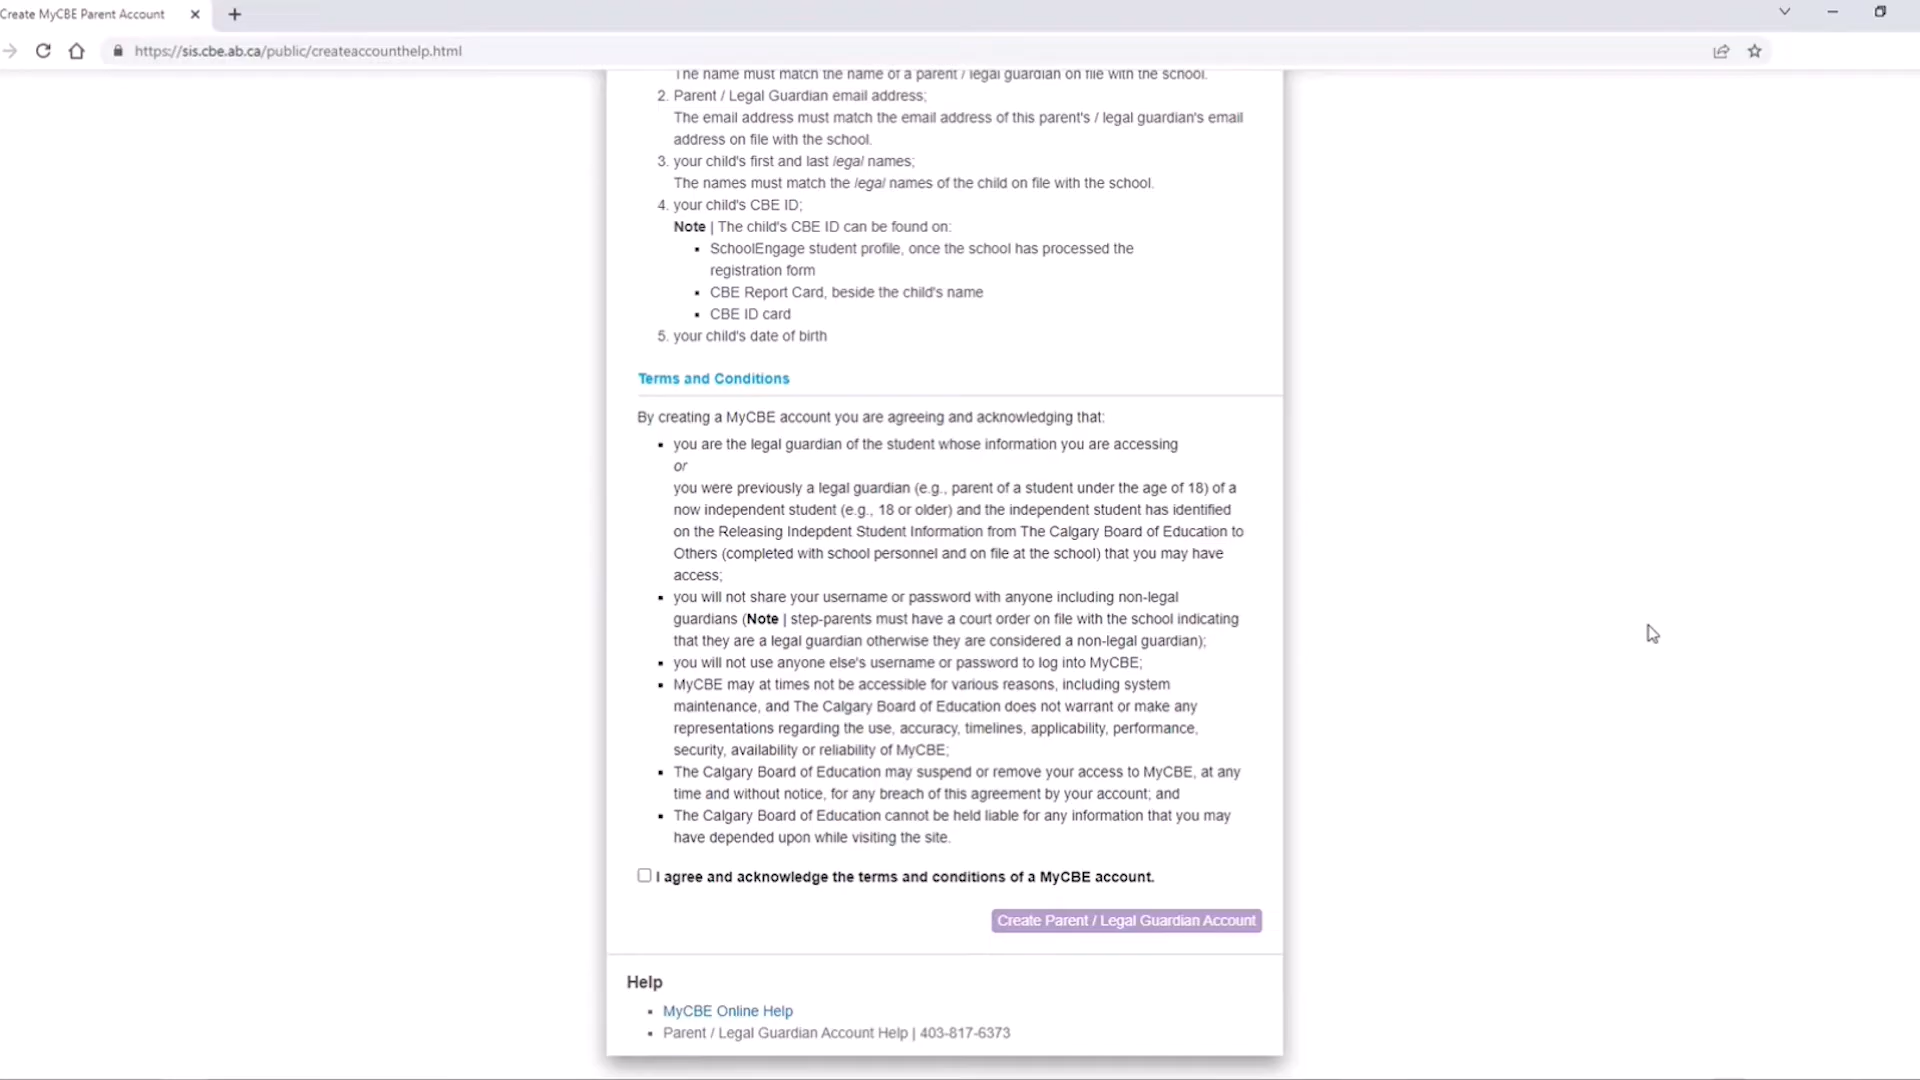 Create MyCBE Parent Account
https://sis.cbe.ab.ca/public/createaccounthelp.html
The name must match the name of a parent / legal guardian on file with the school.
2. Parent / Legal Guardian email address;
The email address must match the email address of this parent's / legal guardian's email
address on file with the school.
3. your child's first and last legal names;
The names must match the legal names of the child on file with the school.
4. your child's CBE ID;
Note | The child's CBE ID can be found on:
▪ SchoolEngage student profile, once the school has processed the
registration form
▪ CBE Report Card, beside the child's name
▪ CBE ID card
5. your child's date of birth
Terms and Conditions
By creating a MyCBE account you are agreeing and acknowledging that:
▪ you are the legal guardian of the student whose information you are accessing
or
you were previously a legal guardian (e.g., parent of a student under the age of 18) of a
now independent student (e.g., 18 or older) and the independent student has identified
on the Releasing Indepdent Student Information from The Calgary Board of Education to
Others (completed with school personnel and on file at the school) that you may have
access;
▪ you will not share your username or password with anyone including non-legal
guardians (Note | step-parents must have a court order on file with the school indicating
that they are a legal guardian otherwise they are considered a non-legal guardian);
▪ you will not use anyone else's username or password to log into MyCBE;
▪ MyCBE may at times not be accessible for various reasons, including system
maintenance, and The Calgary Board of Education does not warrant or make any
representations regarding the use, accuracy, timelines, applicability, performance,
security, availability or reliability of MyCBE;
▪ The Calgary Board of Education may suspend or remove your access to MyCBE, at any
time and without notice, for any breach of this agreement by your account; and
▪ The Calgary Board of Education cannot be held liable for any information that you may
have depended upon while visiting the site.
I agree and acknowledge the terms and conditions of a MyCBE account.
Create Parent / Legal Guardian Account
Help
• MyCBE Online Help
• Parent / Legal Guardian Account Help | 403-817-6373